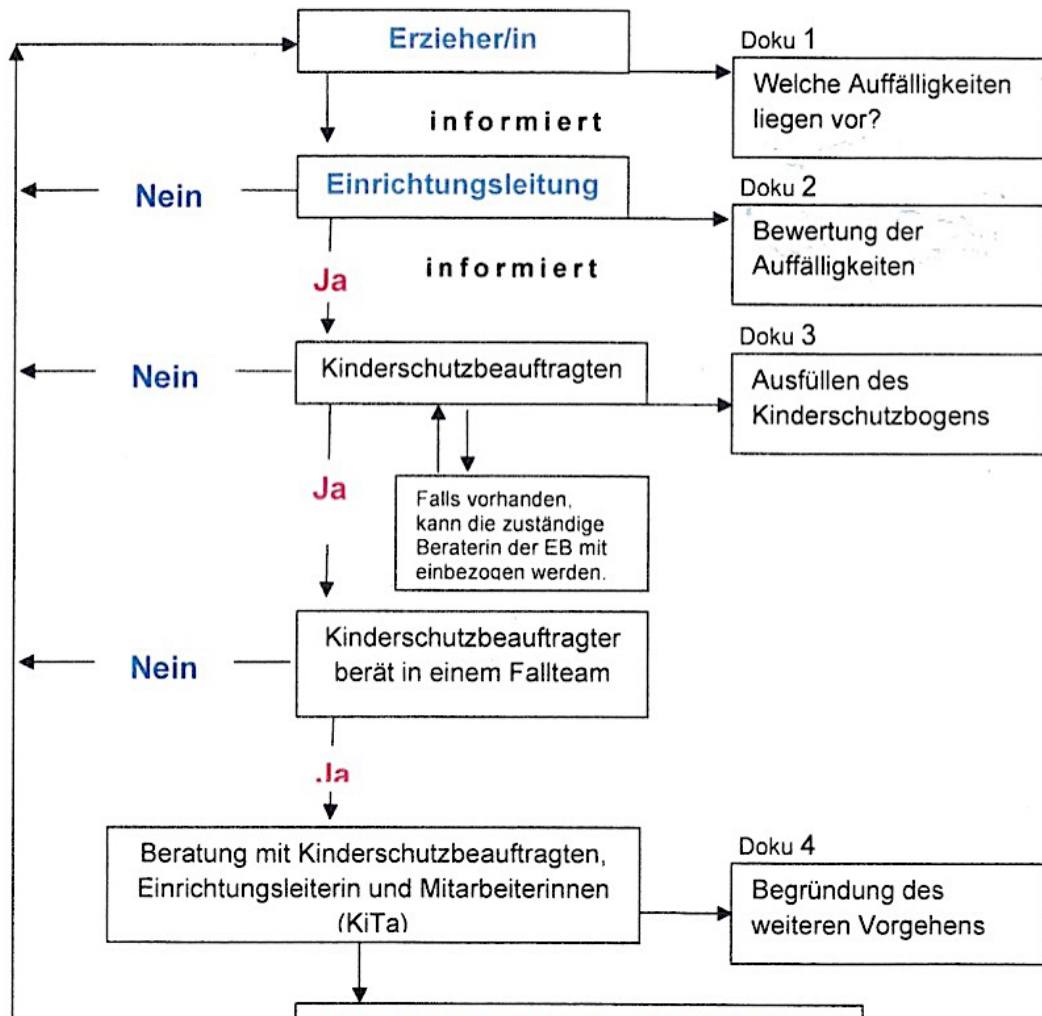 Erzieher/in
Doku 1
Welche Auffälligkeiten
liegen vor?
informiert
Nein
Einrichtungsleitung
Doku 2
Bewertung der
Auffälligkeiten
informiert
Ja
Nein
Kinderschutzbeauftragten
Doku 3
Ausfüllen des
Kinderschutzbogens
Ja
Falls vorhanden,
kann die zuständige
Beraterin der EB mit
einbezogen werden.
Nein
Kinderschutzbeauftragter
berät in einem Fallteam
Ja
Beratung mit Kinderschutzbeauftragten,
Einrichtungsleiterin und Mitarbeiterinnen
(KiTa)
Doku 4
Begründung des
weiteren Vorgehens